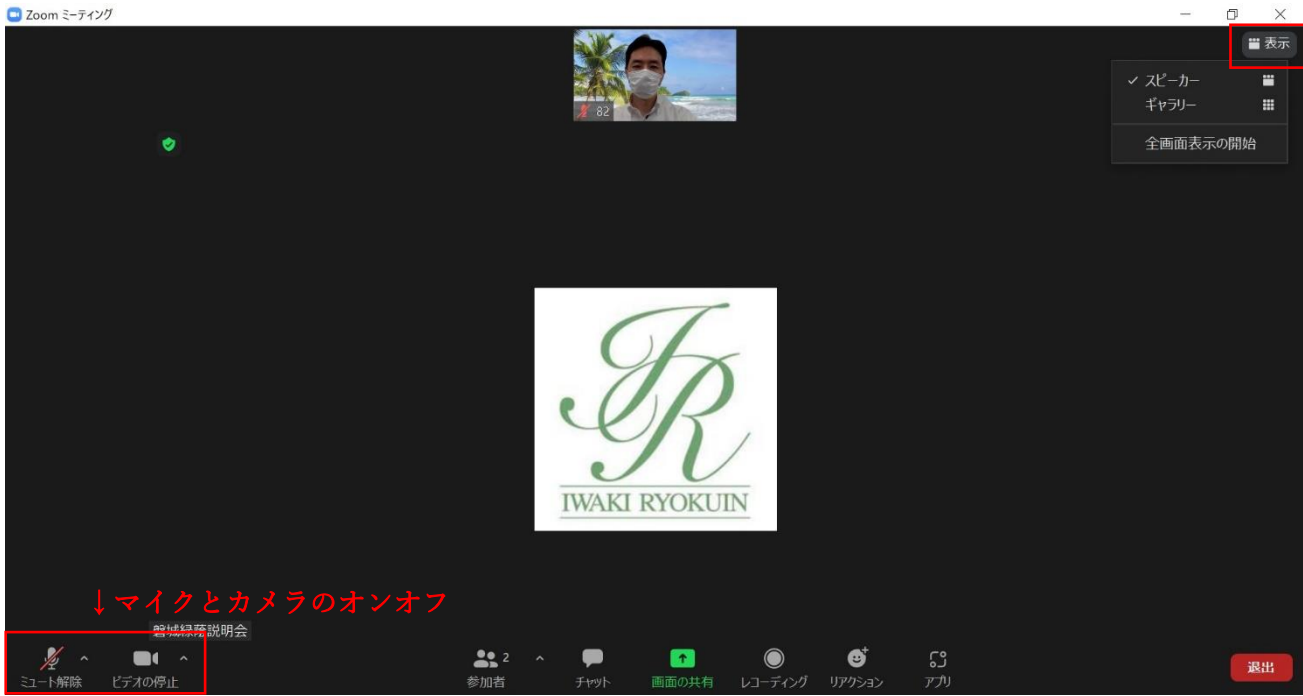 Zoom ミーティング
表示
スピーカー
ギャラリー
全画面表示の開始
82
JR
IWAKI RYOKUIN
↓マイクとカメラのオンオフ
磐城緑蔭説明会
ミュート解除
ビデオの停止
2
参加者
チャット
画面の共有
レコーディング
リアクション
アプリ
退出